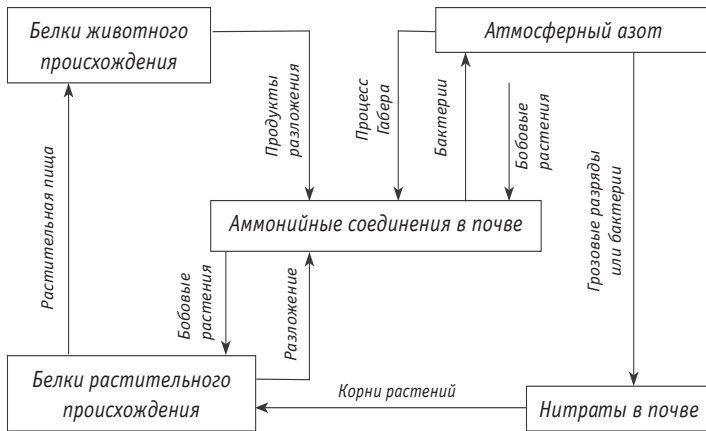 Белки животного
происхождения
Атмосферный азот
Продукты
разложения
Процесс
Габера
Бактерии
Бобовые
растения
Растительная пища
Аммонийные соединения в почве
Грозовые разряды
или бактерии
Бобовые
растения
Разложение
Белки растительного
происхождения
Корни растений
Нитраты в почве